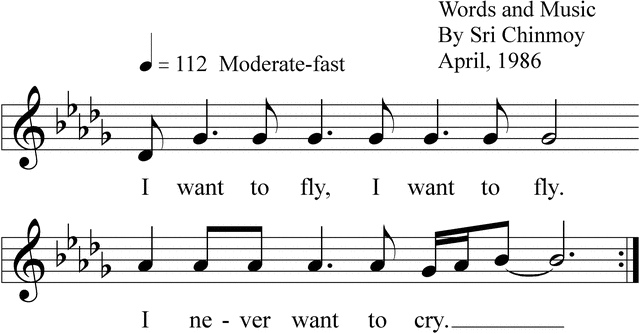 Words and Music
By Sri Chinmoy
= 112 Moderate-fast
April, 1986
I want to fly, I want to fly.
I ne - ver want to cry.